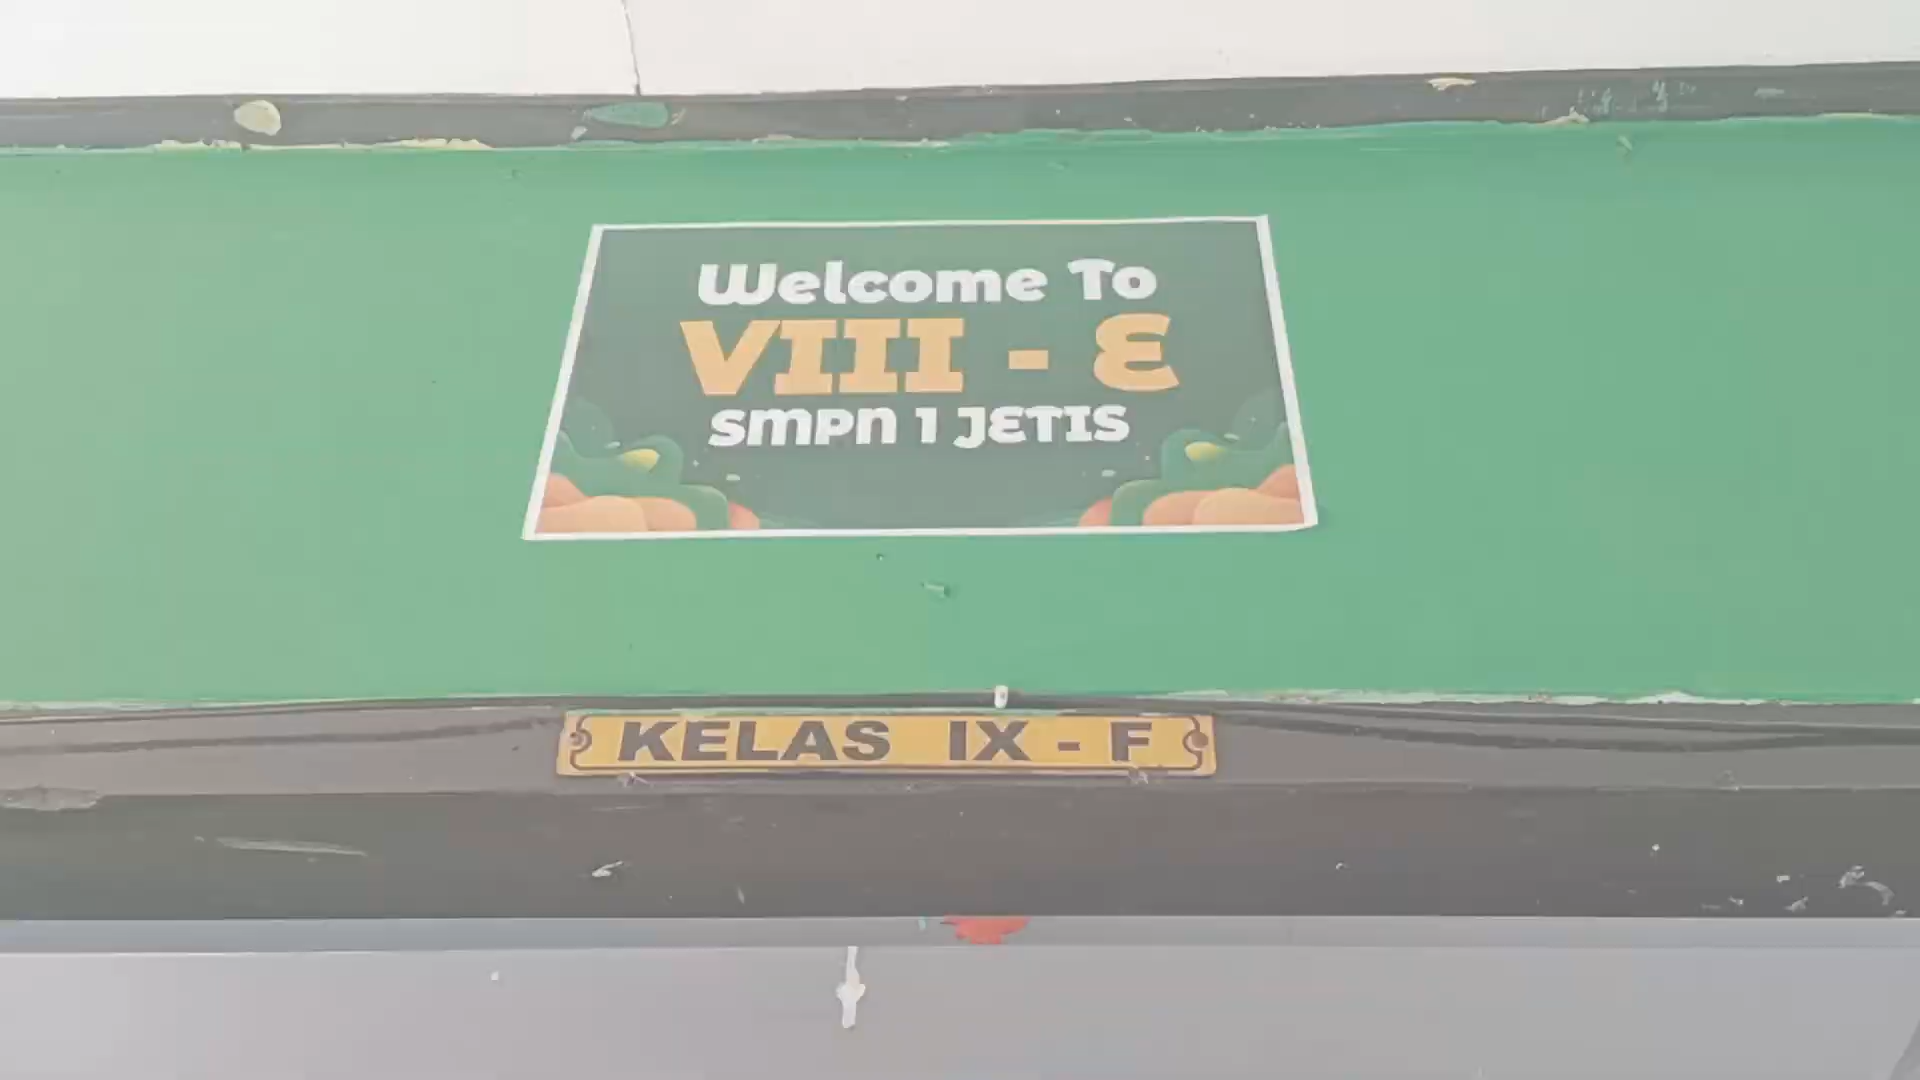 Welcome To
VIII - E
SMPN 1 JETIS
KELAS IX - F